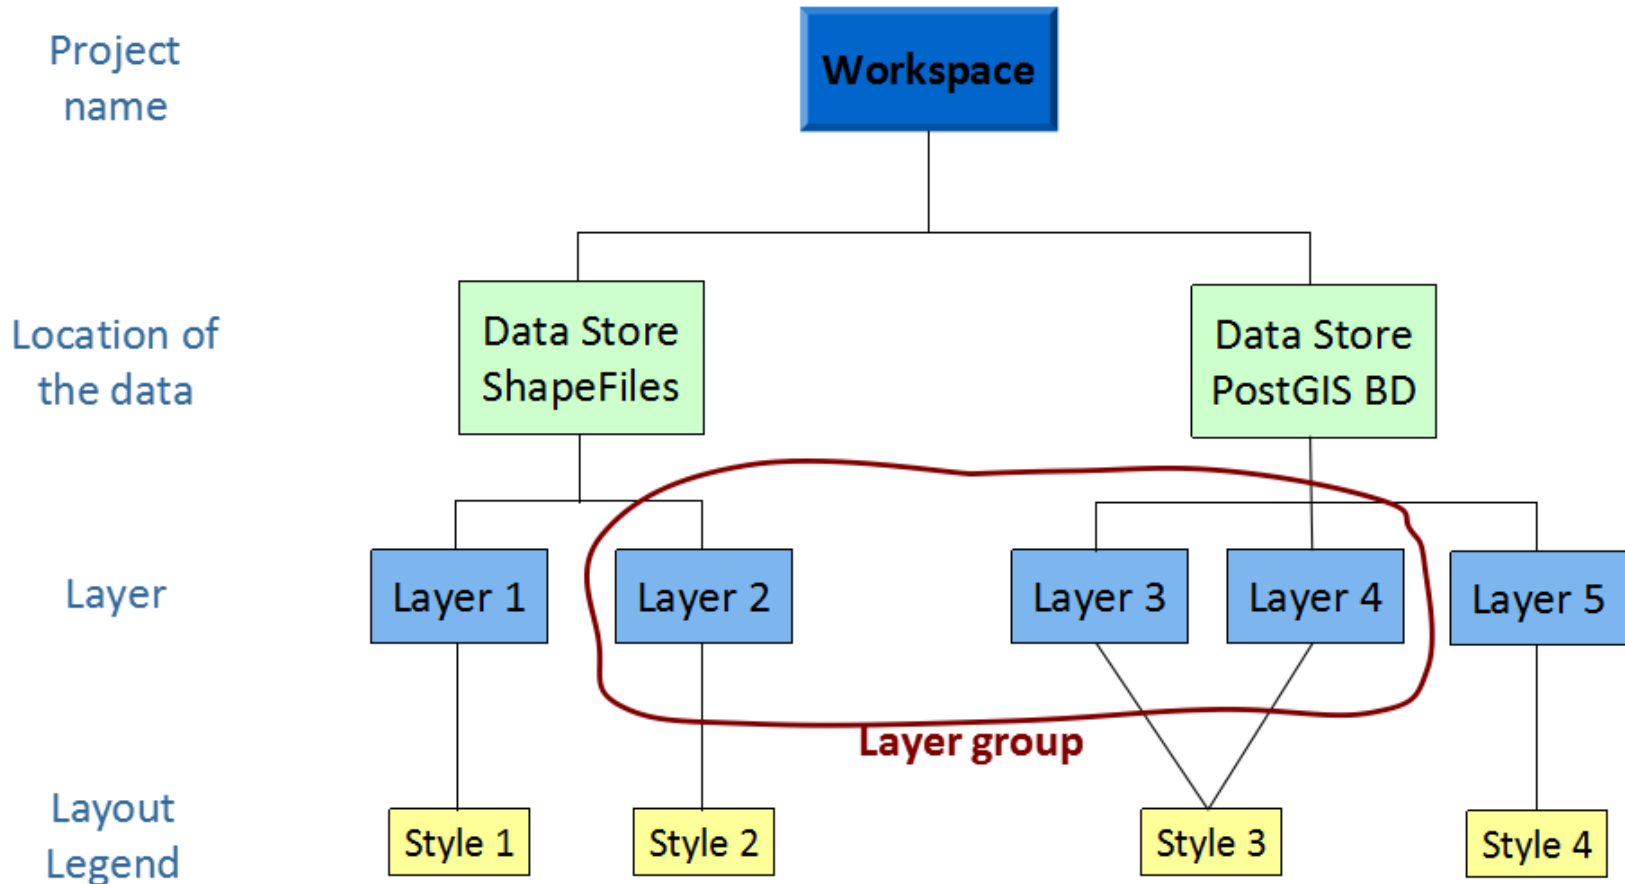 Project
name
Workspace
Location of
the data
Data Store
ShapeFiles
Data Store
PostGIS BD
Layer
Layer 1
Layer 2
Layer 3
Layer 4
Layer 5
Layer group
Layout
Legend
Style 1
Style 2
Style 3
Style 4